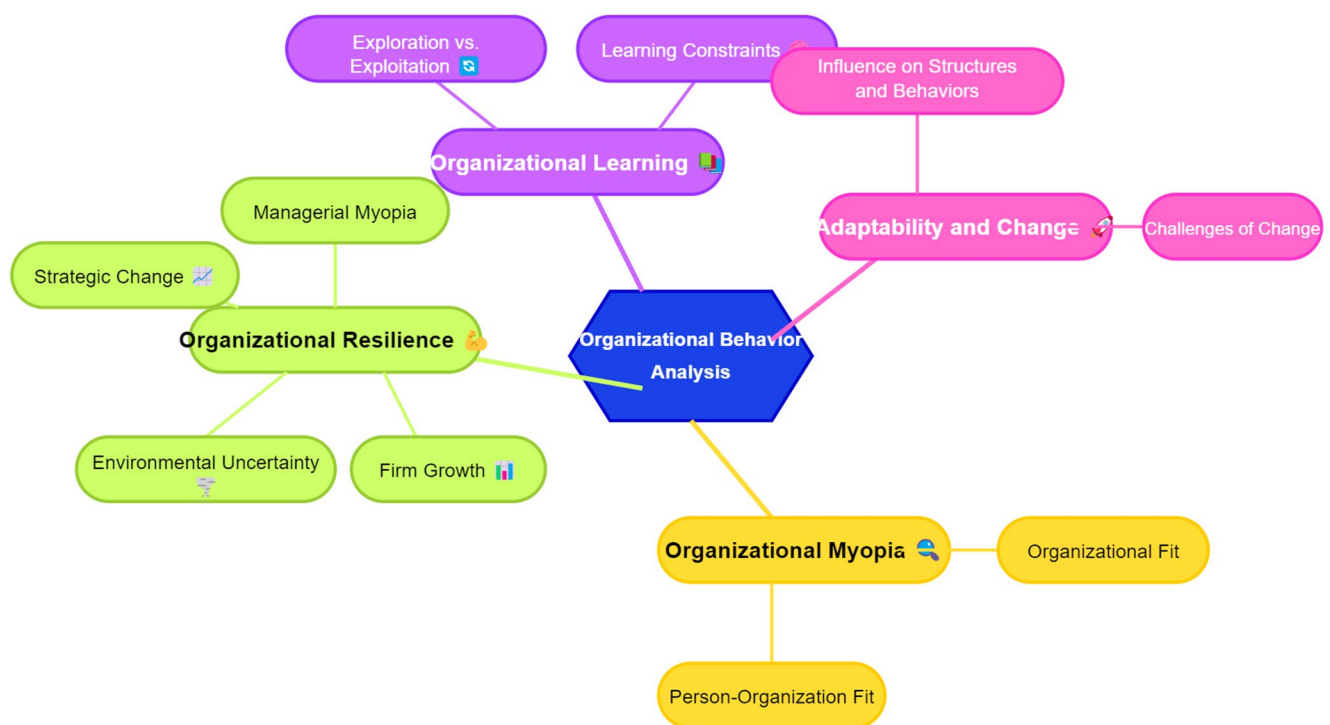 Exploration vs.
Exploitation 🔄
Learning Constraints
Influence on Structures
and Behaviors
Organizational Learning 📚
Managerial Myopia
Adaptability and Change 🚀
Challenges of Change
Strategic Change 📈
Organizational Resilience 💪
Organizational Behavior
Analysis
Environmental Uncertainty
🌪️
Firm Growth 📊
Organizational Myopia 🔍
Organizational Fit
Person-Organization Fit